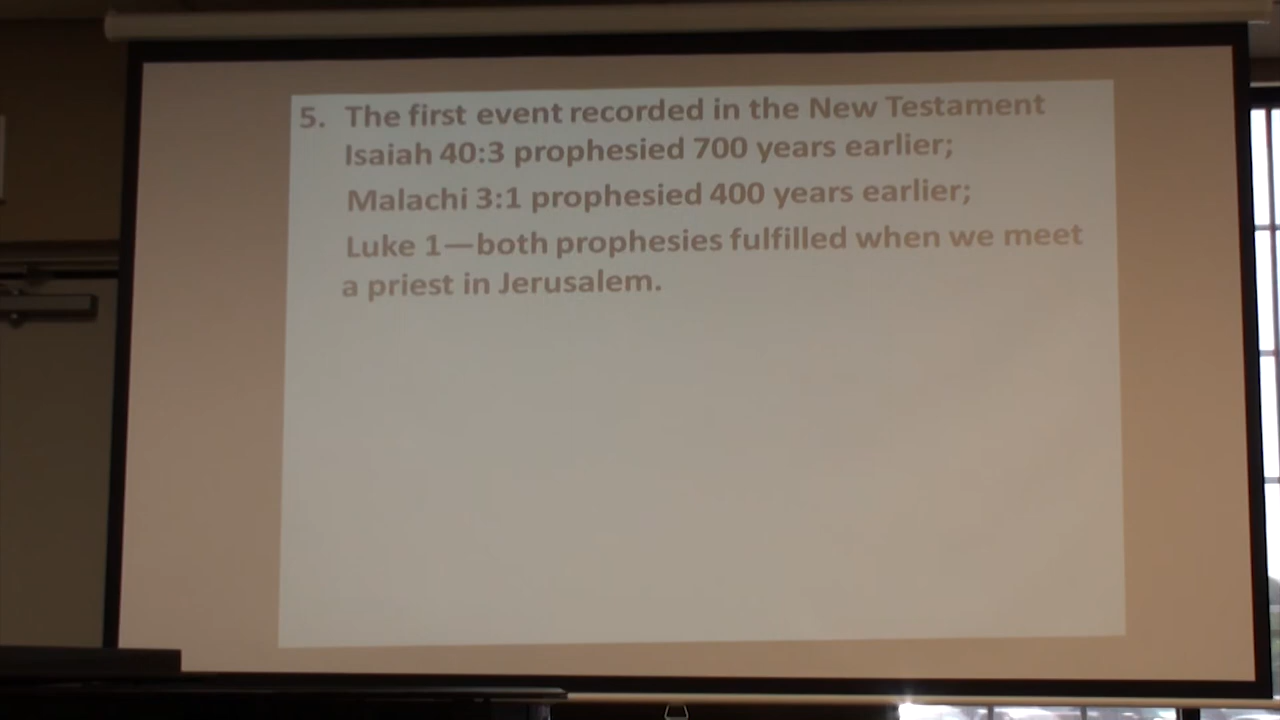 5. The first event recorded in the New Testament
Isaiah 40:3 prophesied 700 years earlier;
Malachi 3:1 prophesied 400 years earlier;
Luke 1—both prophesies fulfilled when we meet
a priest in Jerusalem.